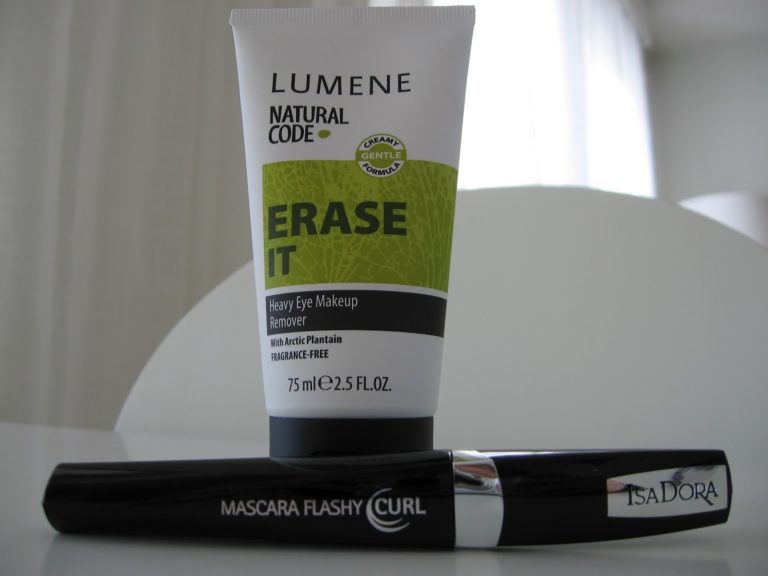 LUMENE
NATURAL
CODE
CREAMY
GENTLE
FORMULA
ERASE
IT
Heavy Eye Makeup
Remover
With Arctic Plantain
FRAGRANCE-FREE
75 ml℮2.5 FL.OZ.
MASCARA FLASHY CURL
ISADORA